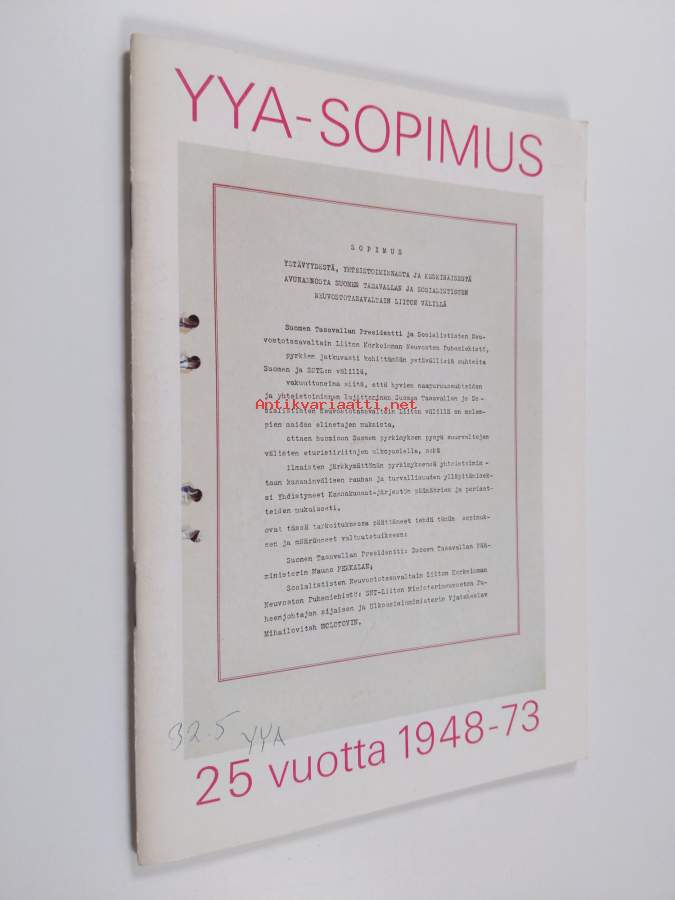 YYA-SOPIMUS
SOPIMUS
YSTÄVYYDESTÄ, YHTEISTOIMINNASTA JA KESKINÄISESTÄ
AVUNANNOSTA SUOMEN TASAVALLAN JA SOSIALISTISTEN
NEUVOSTOTASAVALTAIN LIITON VÄLILLÄ
Suomen Tasavallan Presidentti ja Sosialististen Neu-
vostotasavaltain Liiton Korkeimman Neuvoston Puhemiehistö,
pyrkien jatkuvasti kehittämään ystävällisiä suhteita
Suomen ja SNTL:n välillä,
vakuuttuneina siitä, että hyvien naapuruussuhteiden
ja yhteistoiminnan lujittaminen Suomen Tasavallan ja So-
sialististen Neuvostotasavaltain Liiton välillä on molem-
pien maiden elinetujen mukaista,
ottaen huomioon Suomen pyrkimyksen pysyä suurvaltojen
välisten eturistiriitojen ulkopuolella, sekä
ilmaisten järkkymättömän pyrkimyksensä yhteistoimin-
taan kansainvälisen rauhan ja turvallisuuden ylläpitämisek-
si Yhdistyneet Kansakunnat-järjestön päämäärien ja periaat-
teiden mukaisesti,
ovat tässä tarkoituksessa päättäneet tehdä tämän sopimuk-
sen ja määränneet valtuutetuikseen:
Suomen Tasavallan Presidentti: Suomen Tasavallan Pää-
ministerin Mauno PEKKALAN;
Sosialististen Neuvostotasavaltain Liiton Korkeimman
Neuvoston Puhemiehistö: SNT-Liiton Ministerineuvoston Pu-
heenjohtajan sijaisen ja Ulkoasiainministerin Vjatsheslav
Mihailovitsh MOLOTOVIN.
Antikvariaatti.net
32.5 YYA
25 vuotta 1948-73